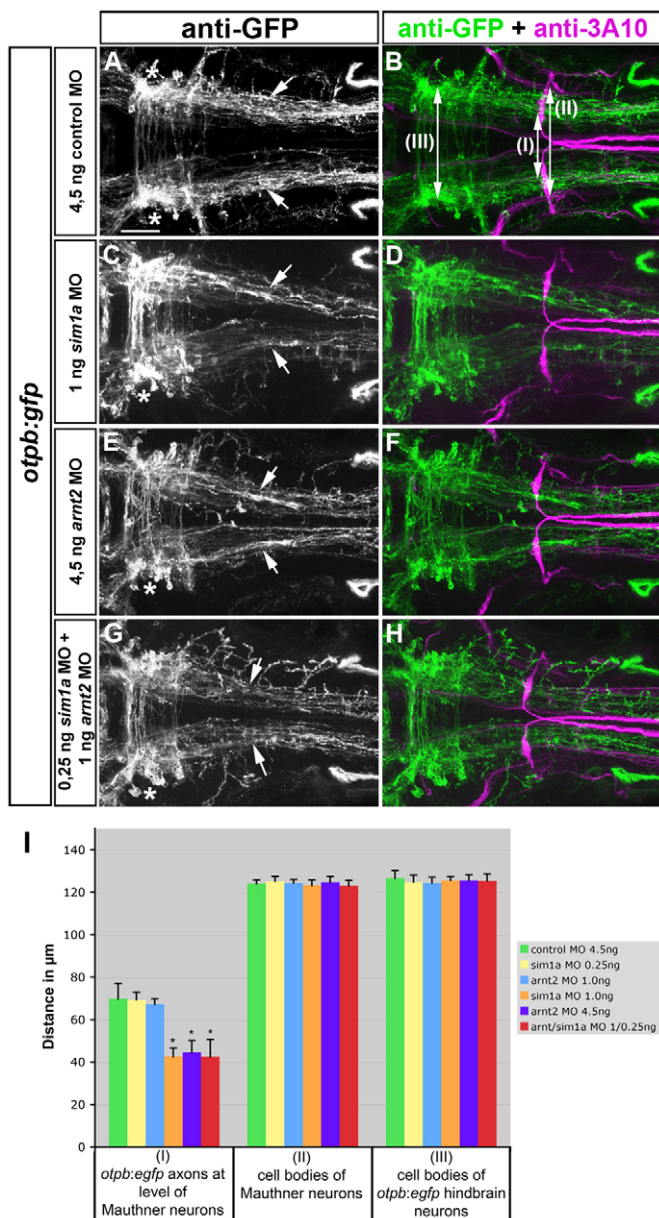 anti-GFP
anti-GFP + anti-3A10
otpb:gfp
4,5 ng control MO
A
*
*
B
(III)
(I)
(II)
1 ng sim1a MO
C
*
D
4,5 ng arnt2 MO
E
*
F
0,25 ng sim1a MO +
1 ng arnt2 MO
G
*
H
I
Distance in µm
140
120
100
80
60
40
20
0
* * *
(I)
otpb:egfp axons at
level of
Mauthner neurons
(II)
cell bodies of
Mauthner neurons
(III)
cell bodies of
otpb:egfp hindbrain
neurons
control MO 4.5ng
sim1a MO 0.25ng
arnt2 MO 1.0ng
sim1a MO 1.0ng
arnt2 MO 4.5ng
arnt/sim1a MO 1/0.25ng